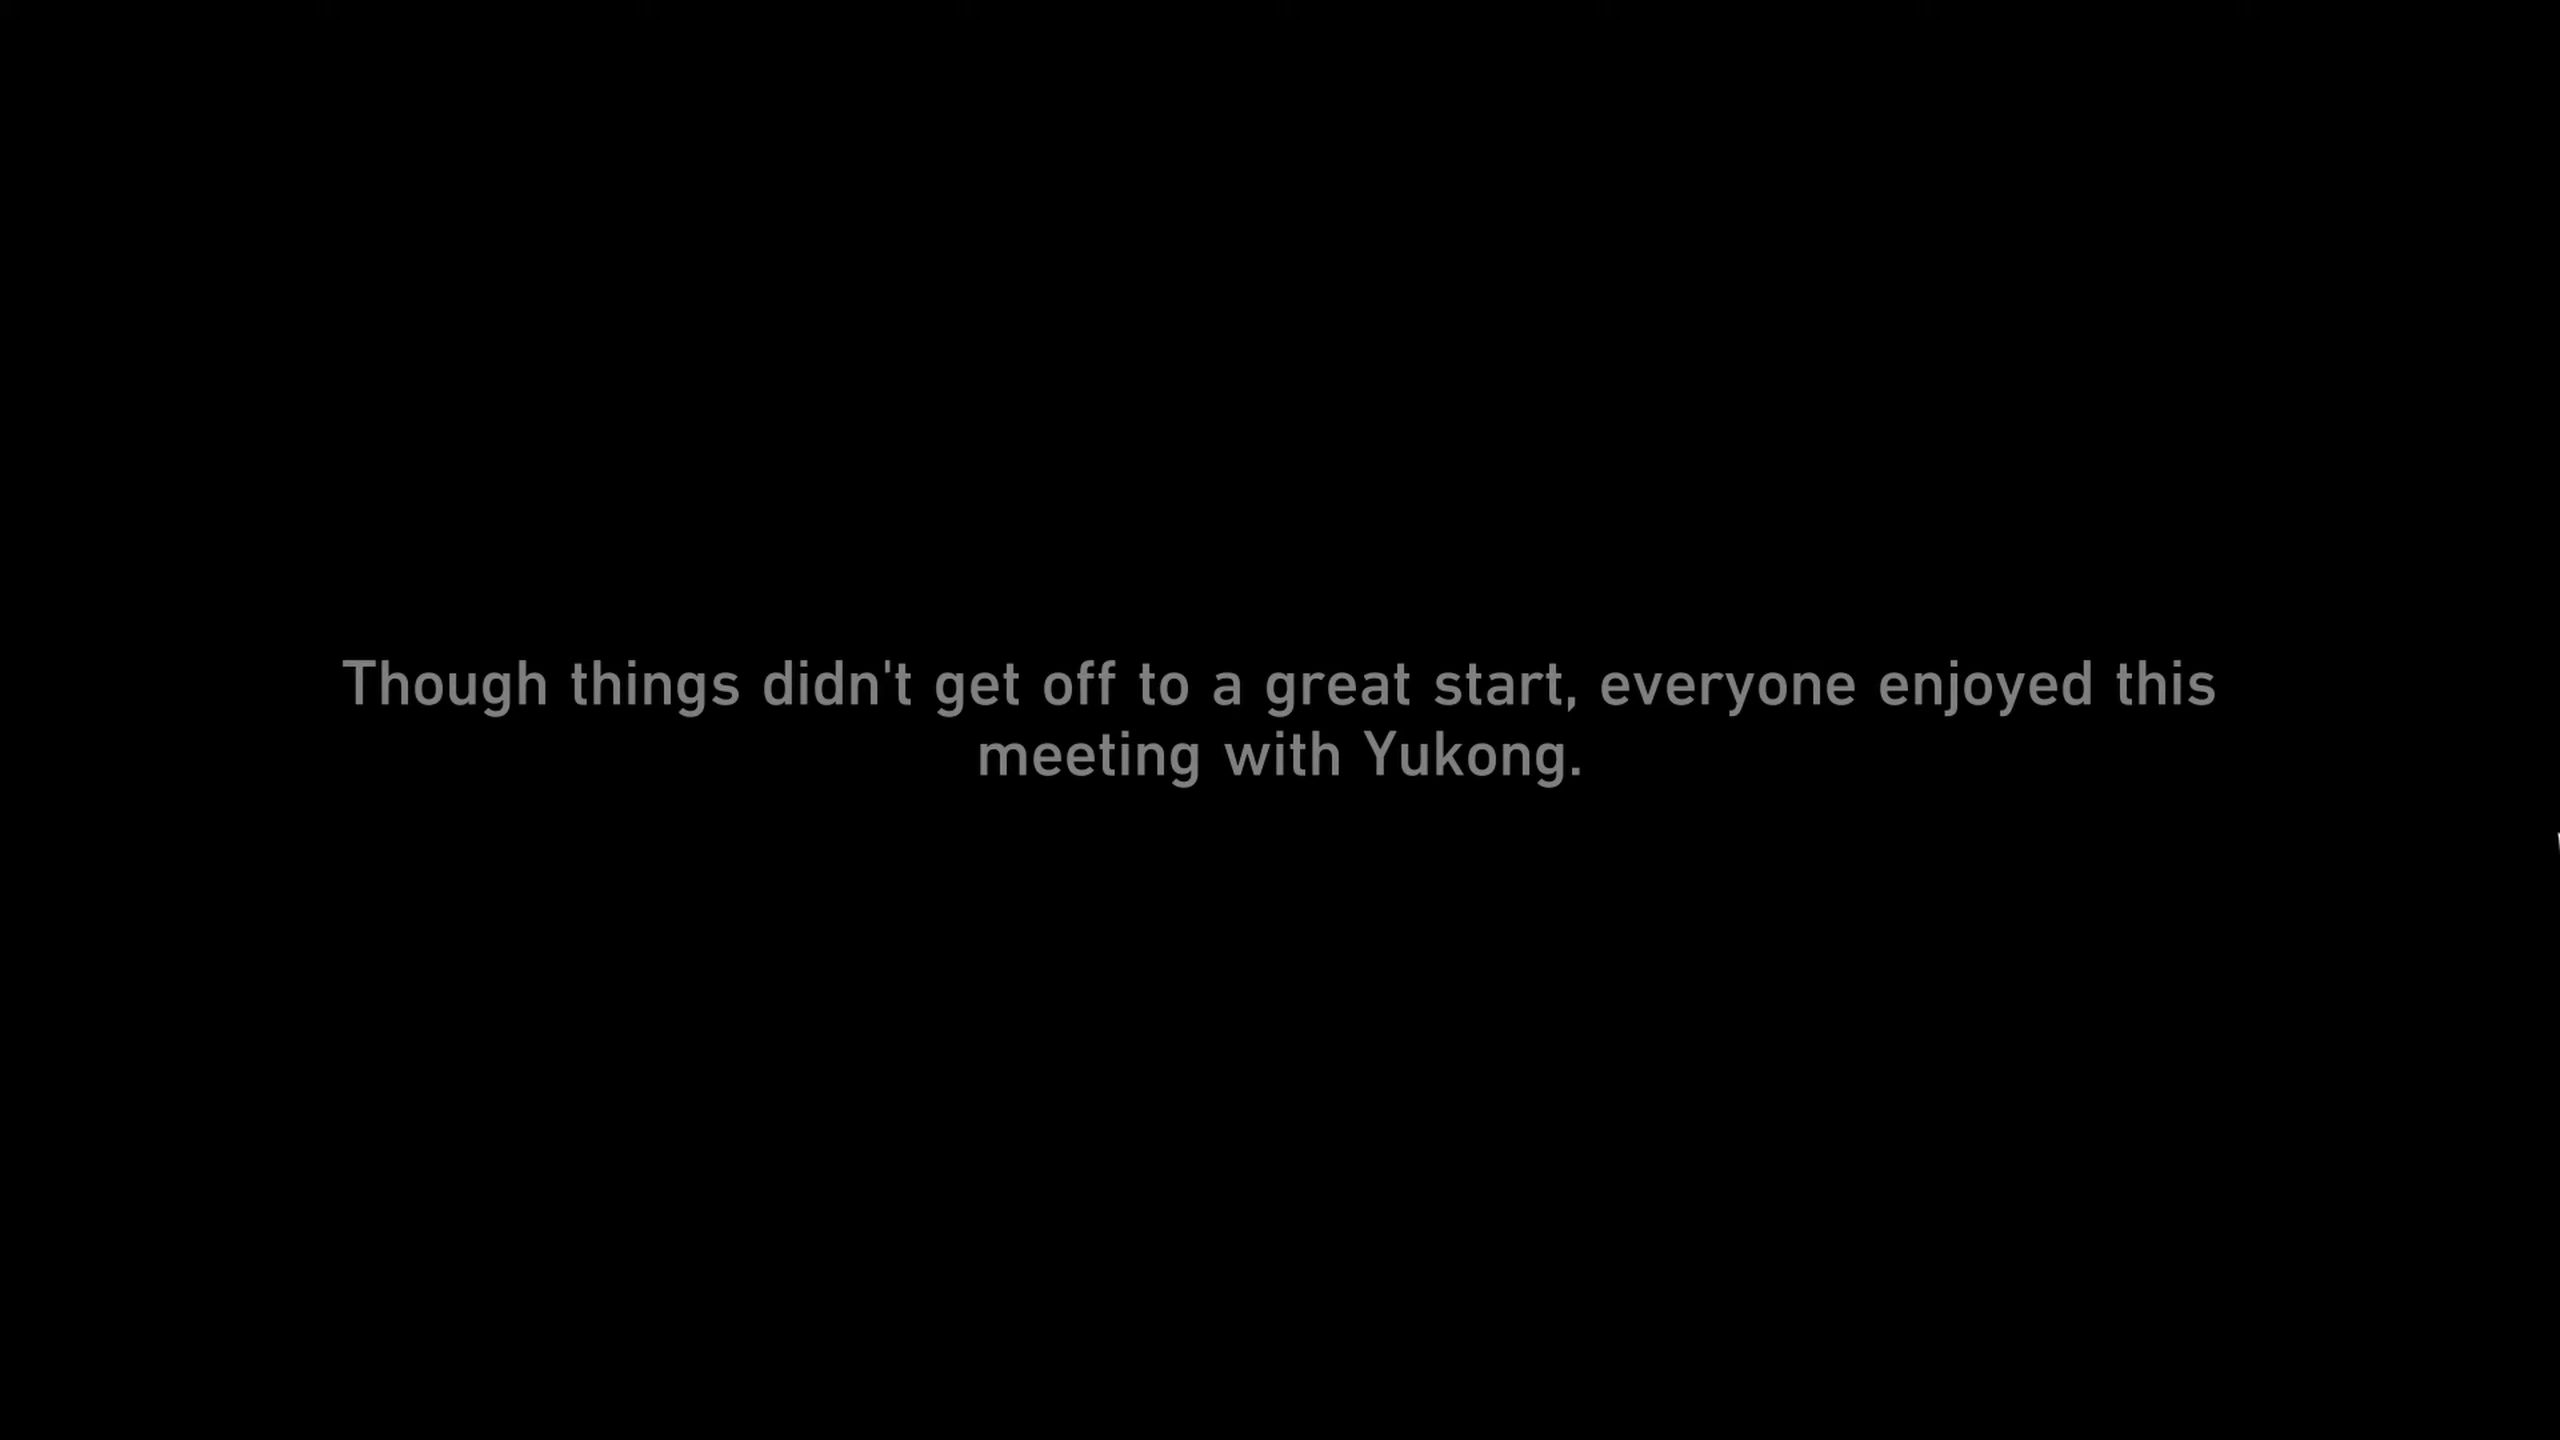 Though things didn't get off to a great start, everyone enjoyed this
meeting with Yukong.